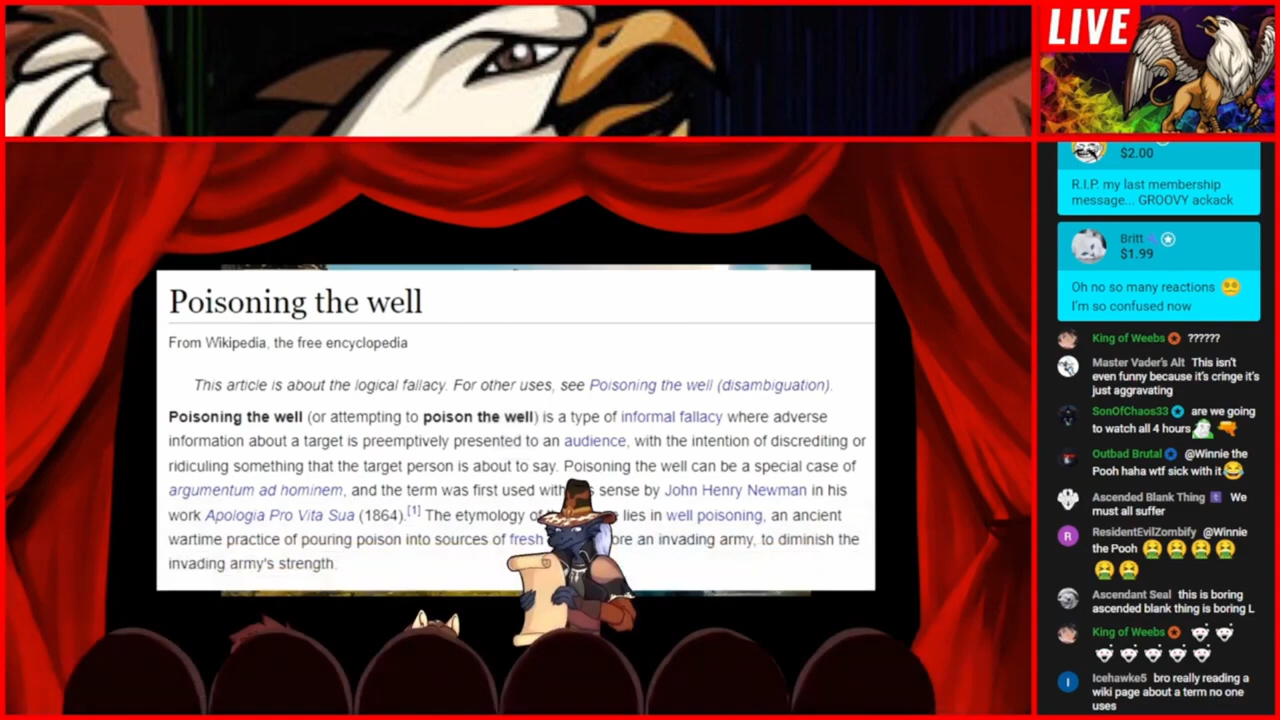 LIVE
$2.00
R.I.P. my last membership
message... GROOVY ackack
Britt
$1.99
Oh no so many reactions
I'm so confused now
King of Weebs ??????
Master Vader's Alt This isn't
even funny because it's cringe it's
just aggravating
SonOfChaos33 are we going
to watch all 4 hours
Outbad Brutal @Winnie the
Pooh haha wtf sick with it
Ascended Blank Thing We
must all suffer
R
ResidentEvilZombify @Winnie
the Pooh
Ascendant Seal this is boring
ascended blank thing is boring L
King of Weebs
I
Icehawke5 bro really reading a
wiki page about a term no one
uses
Poisoning the well
From Wikipedia, the free encyclopedia
This article is about the logical fallacy. For other uses, see Poisoning the well (disambiguation).
Poisoning the well (or attempting to poison the well) is a type of informal fallacy where adverse
information about a target is preemptively presented to an audience, with the intention of discrediting or
ridiculing something that the target person is about to say. Poisoning the well can be a special case of
argumentum ad hominem, and the term was first used with sense by John Henry Newman in his
work Apologia Pro Vita Sua (1864).[1] The etymology lies in well poisoning, an ancient
wartime practice of pouring poison into sources of fresh an invading army, to diminish the
invading army's strength.